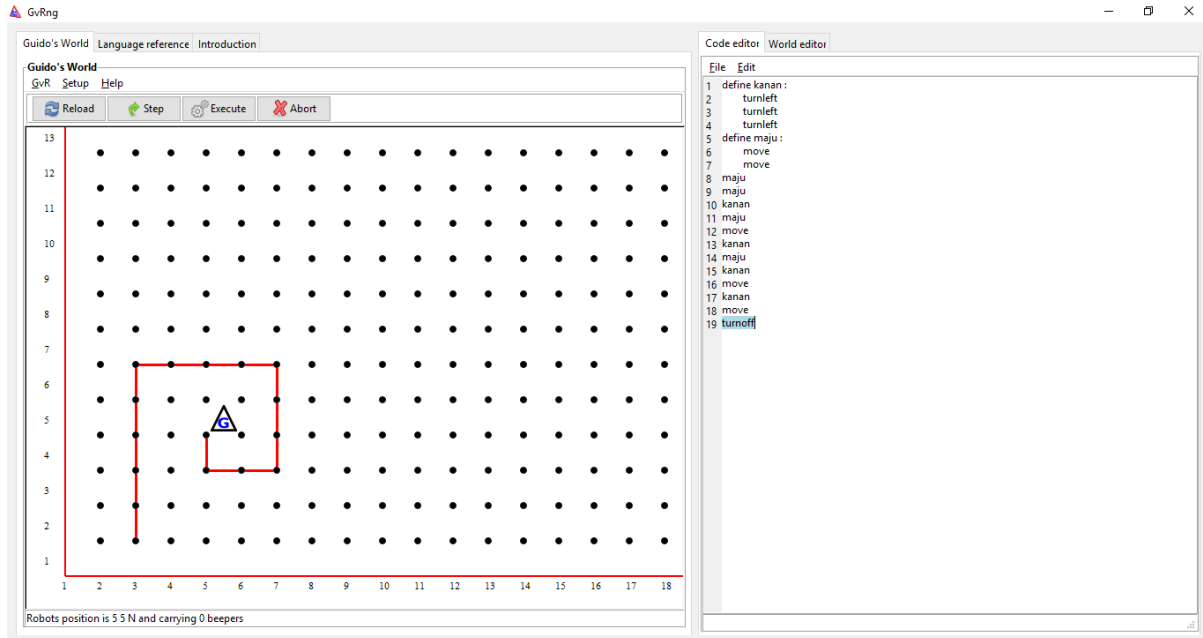 GvRng
Guido's World Language reference Introduction
Guido's World
GvR Setup Help
Reload Step Execute Abort
13
12
11
10
9
8
7
6
5
4
3
2
1
G
1 2 3 4 5 6 7 8 9 10 11 12 13 14 15 16 17 18
Robots position is 5 5 N and carrying 0 beepers
Code editor World editor
File Edit
1 define kanan :
2 turnleft
3 turnleft
4 turnleft
5 define maju :
6 move
7 move
8 maju
9 maju
10 kanan
11 maju
12 move
13 kanan
14 maju
15 kanan
16 move
17 kanan
18 move
19 turnoff